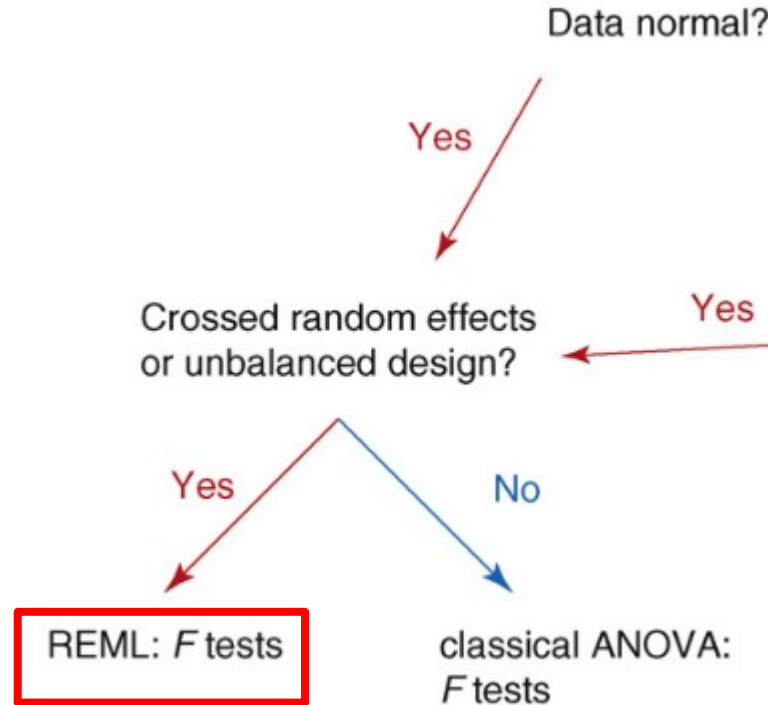 Data normal?
Yes
Crossed random effects
or unbalanced design?
Yes
Yes
No
REML: F tests
classical ANOVA:
F tests